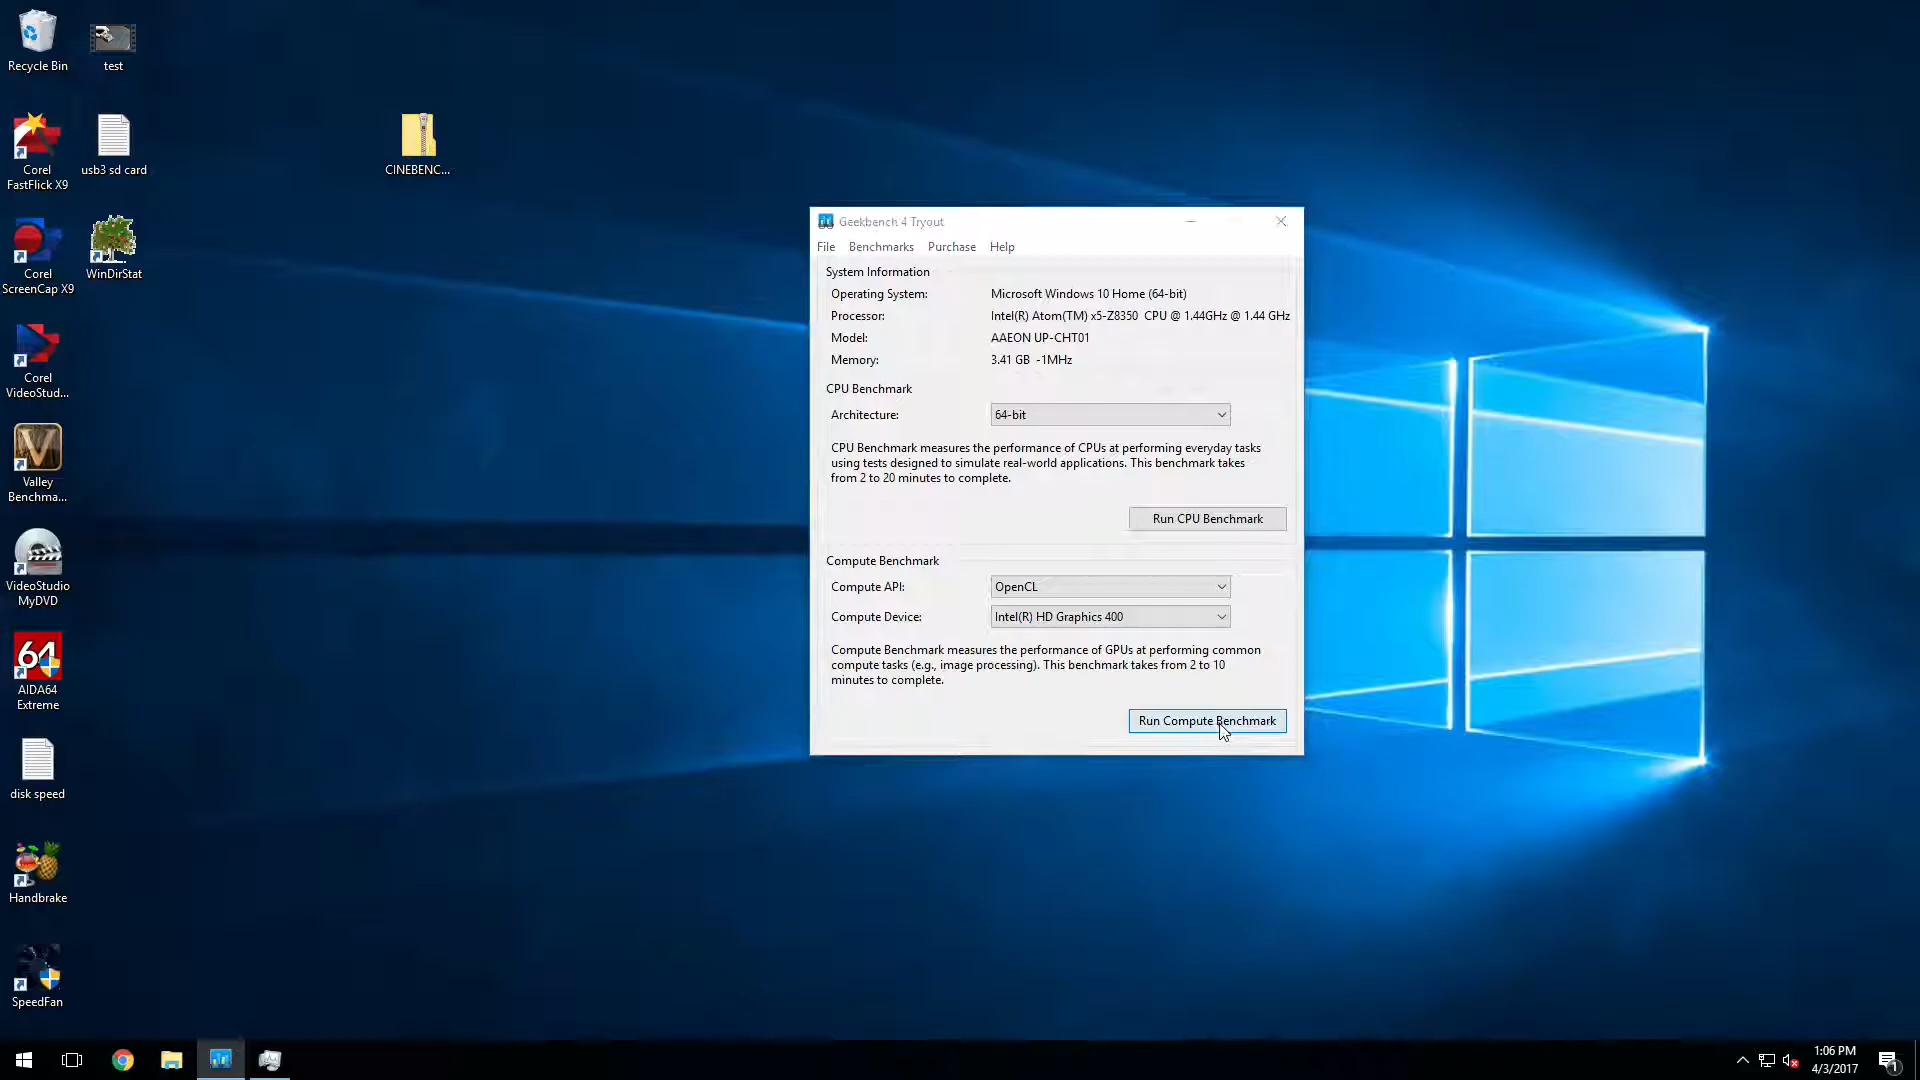 Recycle Bin
test
Corel
FastFlick X9
usb3 sd card
CINEBENC...
Corel
ScreenCap X9
WinDirStat
Corel
VideoStud...
V
Valley
Benchma...
VideoStudio
MyDVD
64
AIDA64
Extreme
disk speed
Handbrake
SpeedFan
Geekbench 4 Tryout
File Benchmarks Purchase Help
System Information
Operating System: Microsoft Windows 10 Home (64-bit)
Processor: Intel(R) Atom(TM) x5-Z8350 CPU @ 1.44GHz @ 1.44 GHz
Model: AAEON UP-CHT01
Memory: 3.41 GB -1MHz
CPU Benchmark
Architecture: 64-bit
CPU Benchmark measures the performance of CPUs at performing everyday tasks
using tests designed to simulate real-world applications. This benchmark takes
from 2 to 20 minutes to complete.
Run CPU Benchmark
Compute Benchmark
Compute API: OpenCL
Compute Device: Intel(R) HD Graphics 400
Compute Benchmark measures the performance of GPUs at performing common
compute tasks (e.g., image processing). This benchmark takes from 2 to 10
minutes to complete.
Run Compute Benchmark
1:06 PM
4/3/2017
1